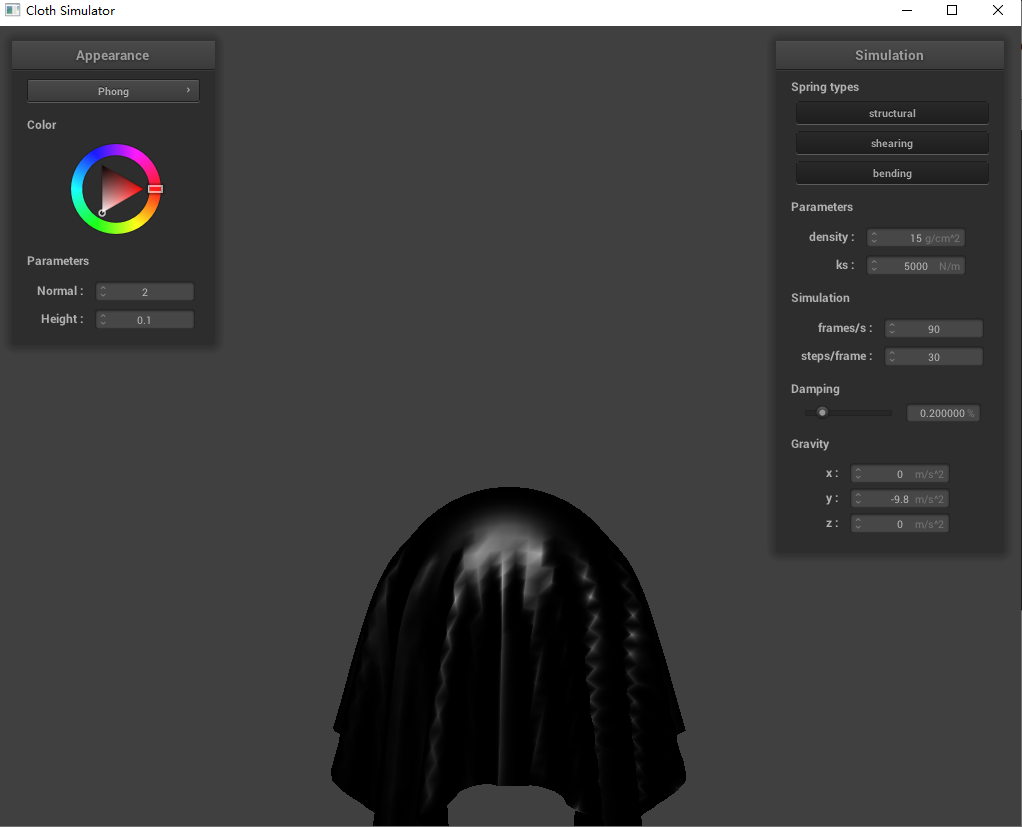 Cloth Simulator
Appearance
Phong
Color
Parameters
Normal : 2
Height : 0.1
Simulation
Spring types
structural
shearing
bending
Parameters
density : 15 g/cm^2
ks : 5000 N/m
Simulation
frames/s : 90
steps/frame : 30
Damping
0.200000 %
Gravity
x : 0 m/s^2
y : -9.8 m/s^2
z : 0 m/s^2